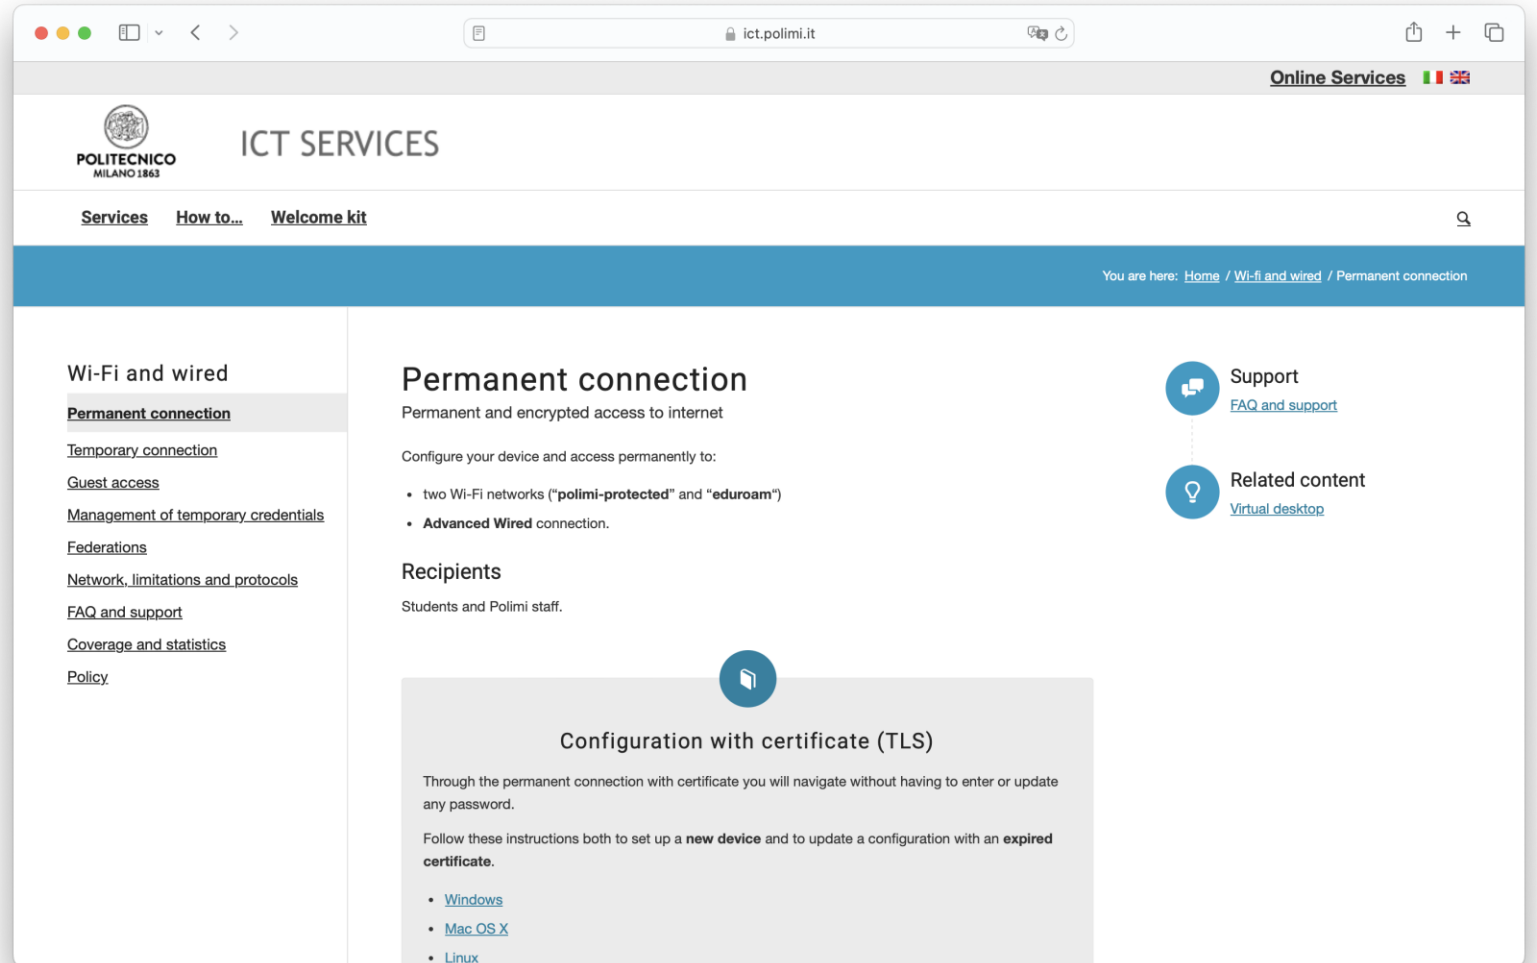 ict.polimi.it
Online Services
POLITECNICO
MILANO 1863
ICT SERVICES
Services How to... Welcome kit
You are here: Home / Wi-fi and wired / Permanent connection
Wi-Fi and wired
Permanent connection
Temporary connection
Guest access
Management of temporary credentials
Federations
Network, limitations and protocols
FAQ and support
Coverage and statistics
Policy
Permanent connection
Permanent and encrypted access to internet
Configure your device and access permanently to:
• two Wi-Fi networks (“polimi-protected” and “eduroam“)
• Advanced Wired connection.
Recipients
Students and Polimi staff.
Configuration with certificate (TLS)
Through the permanent connection with certificate you will navigate without having to enter or update
any password.
Follow these instructions both to set up a new device and to update a configuration with an expired
certificate.
• Windows
• Mac OS X
• Linux
Support
FAQ and support
Related content
Virtual desktop